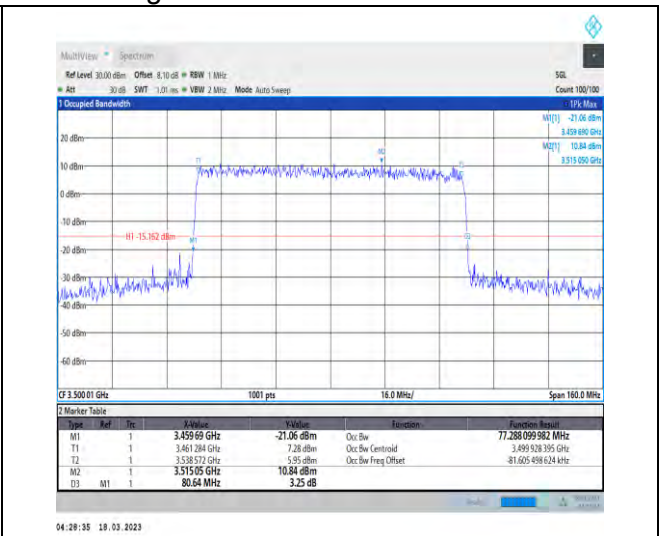 MultiView Spectrum
Ref Level 30.00 dBm Offset 8.10 dB RBW 1 MHz SGL
Att 30 dB SWT 1.01 ms VBW 2 MHz Mode Auto Sweep Count 100/100
1 Occupied Bandwidth 1Pk Max
M1[1] -21.06 dBm
3.459 690 GHz
20 dBm M2[1] 10.84 dBm
3.515 050 GHz
M2
T1
10 dBm
0 dBm
-10 dBm
H1 -15.162 dBm M1 D3
-20 dBm
-30 dBm
-50 dBm
-60 dBm
CF 3.500 01 GHz 1001 pts 16.0 MHz/ Span 160.0 MHz
2 Marker Table
Type Ref Trc X-Value Y-Value Function Function Result
M1 1 3.459 69 GHz -21.06 dBm Occ Bw 77.288 099 982 MHz
T1 1 3.461 284 GHz 7.28 dBm Occ Bw Centroid 3.499 928 395 GHz
T2 1 3.538 572 GHz 5.95 dBm Occ Bw Freq Offset -81.605 498 624 kHz
M2 1 3.515 05 GHz 10.84 dBm
D3 M1 1 80.64 MHz 3.25 dB
04:28:35 18.03.2023